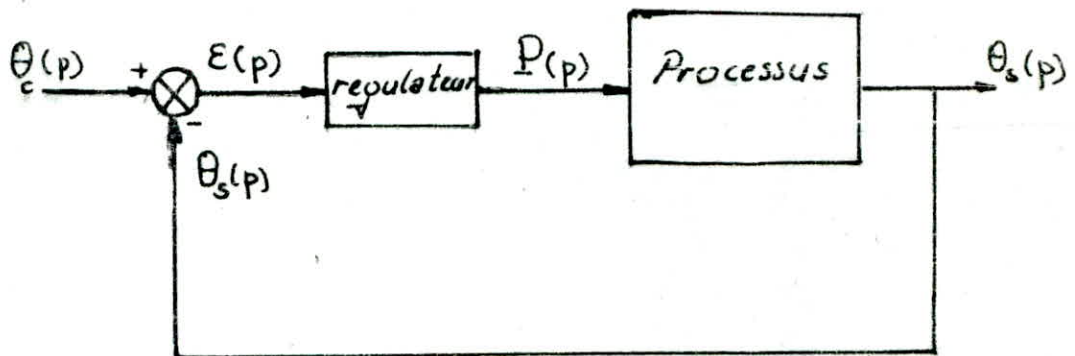 θc(p)
+
ε(p)
regulateur
P(p)
Processus
θs(p)
-
θs(p)